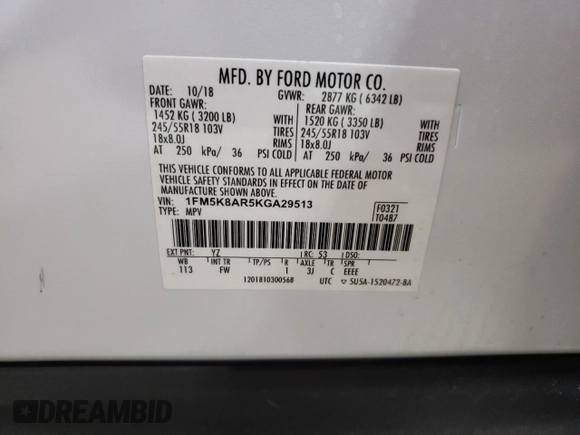 MFD. BY FORD MOTOR CO.
DATE: 10/18 GVWR: 2877 KG ( 6342 LB)
FRONT GAWR: REAR GAWR:
1452 KG ( 3200 LB) WITH 1520 KG ( 3350 LB) WITH
245/55R18 103V TIRES 245/55R18 103V TIRES
18x8.0J RIMS 18x8.0J RIMS
AT 250 kPa/ 36 PSI COLD AT 250 kPa/ 36 PSI COLD
THIS VEHICLE CONFORMS TO ALL APPLICABLE FEDERAL MOTOR
VEHICLE SAFETY STANDARDS IN EFFECT ON THE DATE OF
MANUFACTURE SHOWN ABOVE.
VIN: 1FM5K8AR5KGA29513 F0321
TYPE: MPV T0487
EXT PNT: YZ RC: 53 DSO:
WB INT TR TP/PS R AXLE TR SPR
113 FW 1 3J C EEEE
1201810300568 UTC ▽ 5U5A-1520472-BA
DREAMBID